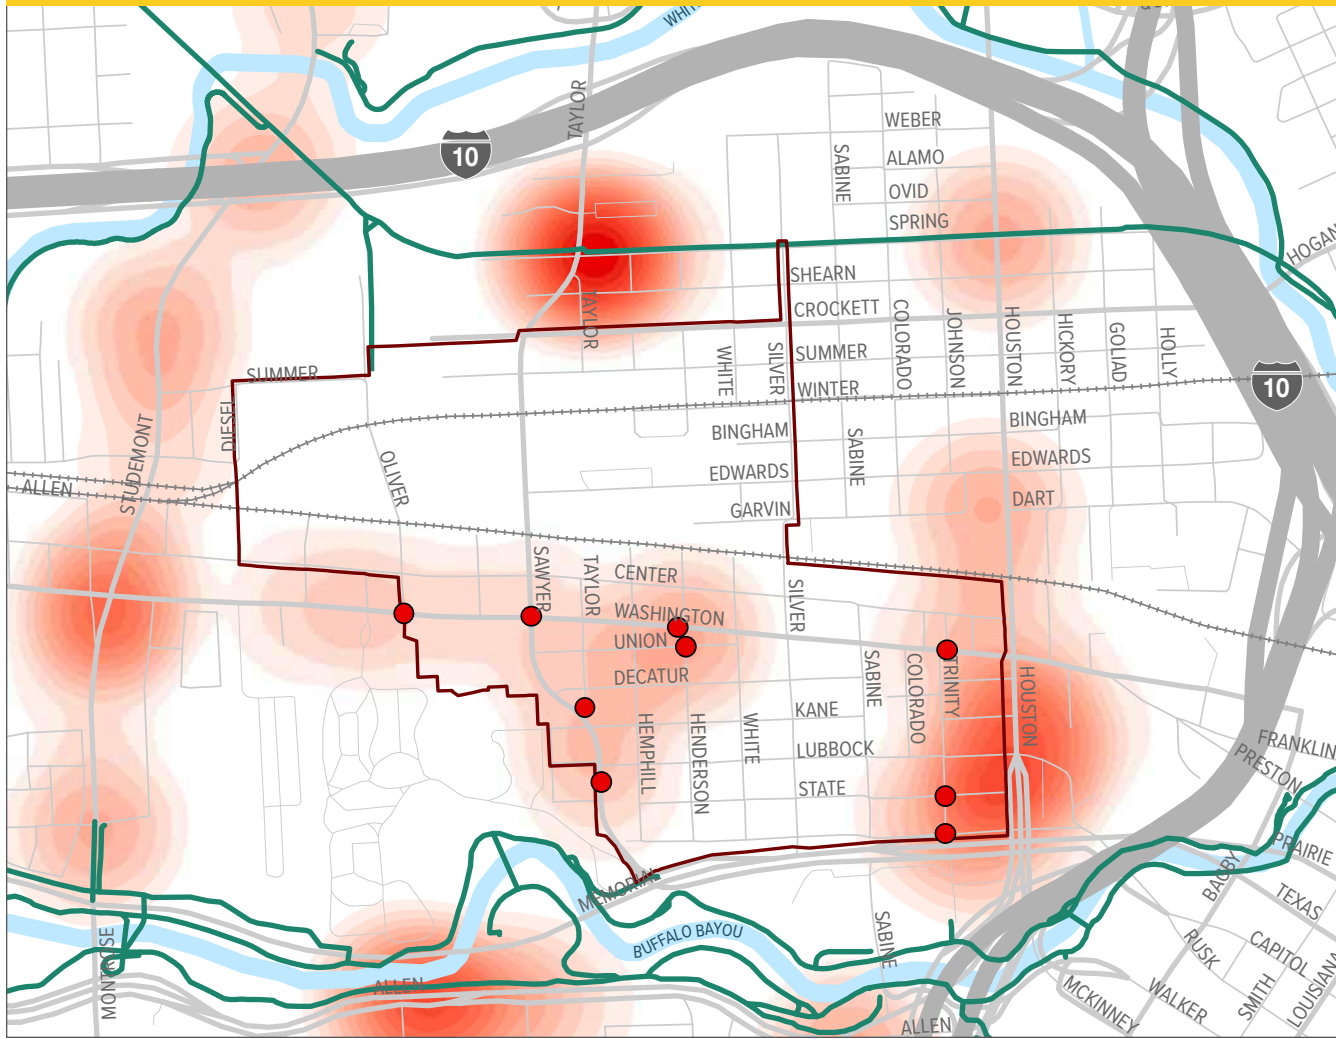 WHIT
TAYLOR
10
WEBER
SABINE
ALAMO
OVID
SPRING
HOGAN
SHEARN
TAYLOR
CROCKETT
COLORADO
JOHNSON
HOUSTON
HICKORY
GOLIAD
HOLLY
SUMMER
WHITE
SILVER
SUMMER
WINTER
10
DIESEL
STUDEMONT
BINGHAM
BINGHAM
EDWARDS
SABINE
EDWARDS
OLIVER
ALLEN
GARVIN
DART
SAWYER
TAYLOR
CENTER
SILVER
WASHINGTON
UNION
DECATUR
SABINE
COLORADO
TRINITY
HOUSTON
KANE
HEMPHILL
HENDERSON
WHITE
LUBBOCK
STATE
FRANKLIN
PRESTON
PRAIRIE
BAGBY
MEMORIAL
TEXAS
MONTROSE
BUFFALO BAYOU
SABINE
RUSK
CAPITOL
ALLEN
MCKINNEY
WALKER
SMITH
LOUISIANA
ALLEN